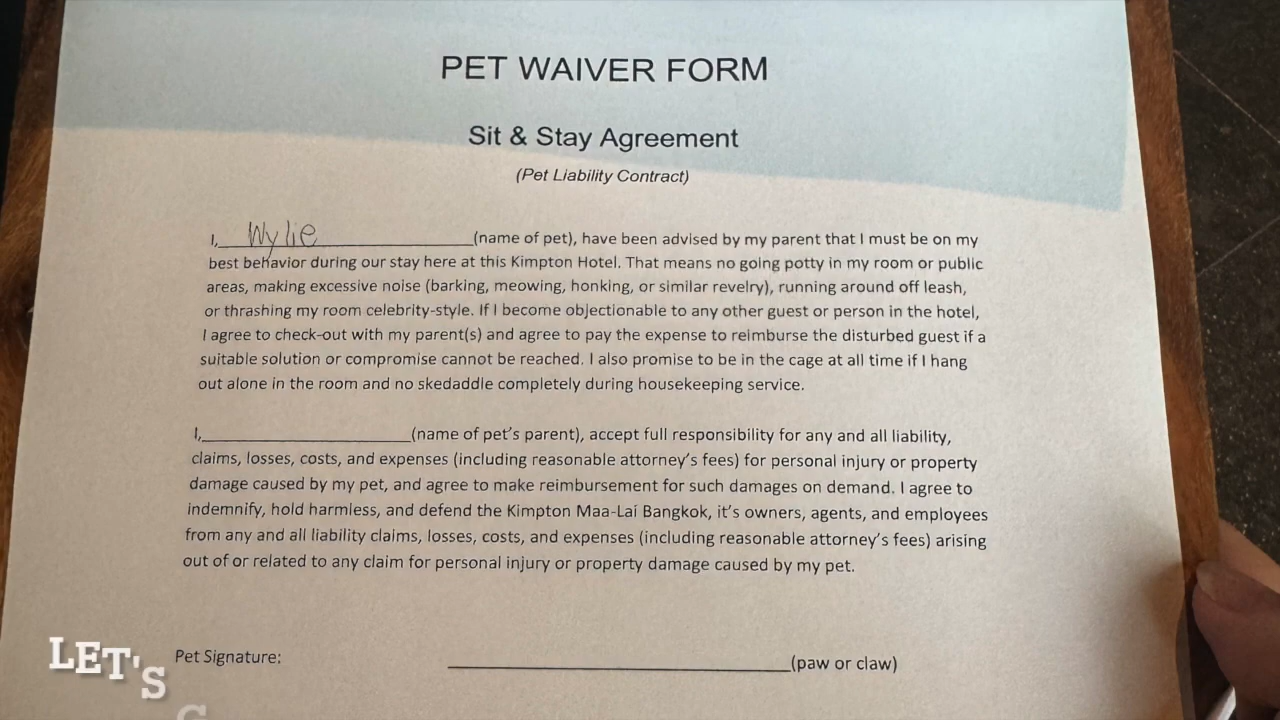 PET WAIVER FORM
Sit & Stay Agreement
(Pet Liability Contract)
I,___Wylie___(name of pet), have been advised by my parent that I must be on my
best behavior during our stay here at this Kimpton Hotel. That means no going potty in my room or public
areas, making excessive noise (barking, meowing, honking, or similar revelry), running around off leash,
or thrashing my room celebrity-style. If I become objectionable to any other guest or person in the hotel,
I agree to check-out with my parent(s) and agree to pay the expense to reimburse the disturbed guest if a
suitable solution or compromise cannot be reached. I also promise to be in the cage at all time if I hang
out alone in the room and no skedaddle completely during housekeeping service.
I,____________________(name of pet's parent), accept full responsibility for any and all liability,
claims, losses, costs, and expenses (including reasonable attorney's fees) for personal injury or property
damage caused by my pet, and agree to make reimbursement for such damages on demand. I agree to
indemnify, hold harmless, and defend the Kimpton Maa-Lai Bangkok, it's owners, agents, and employees
from any and all liability claims, losses, costs, and expenses (including reasonable attorney's fees) arising
out of or related to any claim for personal injury or property damage caused by my pet.
Pet Signature: ____________________(paw or claw)
LET'S